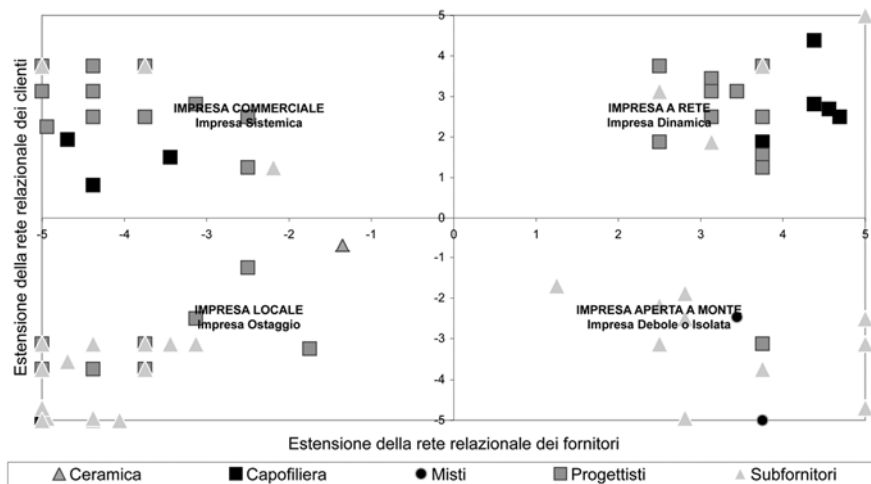 Estensione della rete relazionale dei clienti
5
4
3
2
1
0
-1
-2
-3
-4
-5
-5
-4
-3
-2
-1
0
1
2
3
4
5
IMPRESA COMMERCIALE
Impresa Sistemica
IMPRESA A RETE
Impresa Dinamica
IMPRESA LOCALE
Impresa Ostaggio
IMPRESA APERTA A MONTE
Impresa Debole o Isolata
Estensione della rete relazionale dei fornitori
Ceramica Capofiliera Misti Progettisti Subfornitori